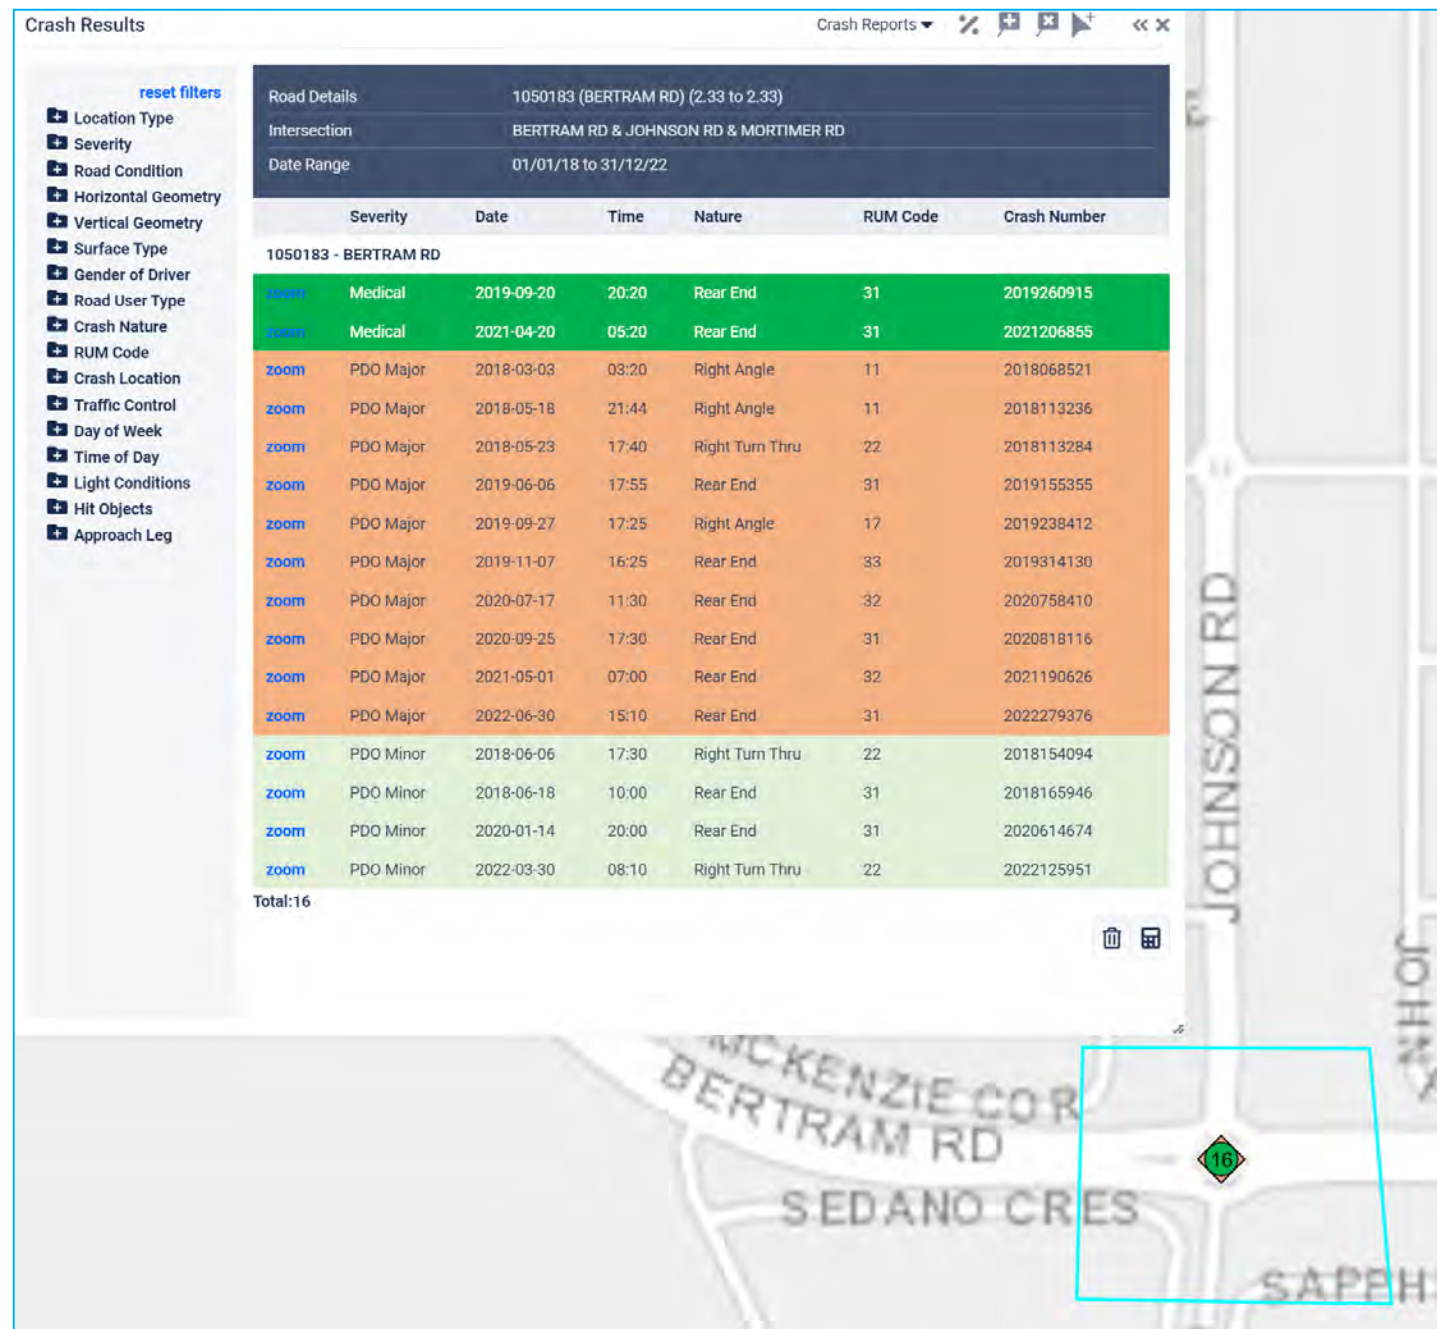 Crash Results
Crash Reports
reset filters
Location Type
Severity
Road Condition
Horizontal Geometry
Vertical Geometry
Surface Type
Gender of Driver
Road User Type
Crash Nature
RUM Code
Crash Location
Traffic Control
Day of Week
Time of Day
Light Conditions
Hit Objects
Approach Leg
Road Details 1050183 (BERTRAM RD) (2.33 to 2.33)
Intersection BERTRAM RD & JOHNSON RD & MORTIMER RD
Date Range 01/01/18 to 31/12/22
Severity Date Time Nature RUM Code Crash Number
1050183 - BERTRAM RD
zoom Medical 2019-09-20 20:20 Rear End 31 2019260915
zoom Medical 2021-04-20 05:20 Rear End 31 2021206855
zoom PDO Major 2018-03-03 03:20 Right Angle 11 2018068521
zoom PDO Major 2018-05-18 21:44 Right Angle 11 2018113236
zoom PDO Major 2018-05-23 17:40 Right Turn Thru 22 2018113284
zoom PDO Major 2019-06-06 17:55 Rear End 31 2019155355
zoom PDO Major 2019-09-27 17:25 Right Angle 17 2019238412
zoom PDO Major 2019-11-07 16:25 Rear End 33 2019314130
zoom PDO Major 2020-07-17 11:30 Rear End 32 2020758410
zoom PDO Major 2020-09-25 17:30 Rear End 31 2020818116
zoom PDO Major 2021-05-01 07:00 Rear End 32 2021190626
zoom PDO Major 2022-06-30 15:10 Rear End 31 2022279376
zoom PDO Minor 2018-06-06 17:30 Right Turn Thru 22 2018154094
zoom PDO Minor 2018-06-18 10:00 Rear End 31 2018165946
zoom PDO Minor 2020-01-14 20:00 Rear End 31 2020614674
zoom PDO Minor 2022-03-30 08:10 Right Turn Thru 22 2022125951
Total:16
JOHNSON RD
JOHN
MCKENZIE COR
BERTRAM RD
16
SEDANO CRES
SAPPH